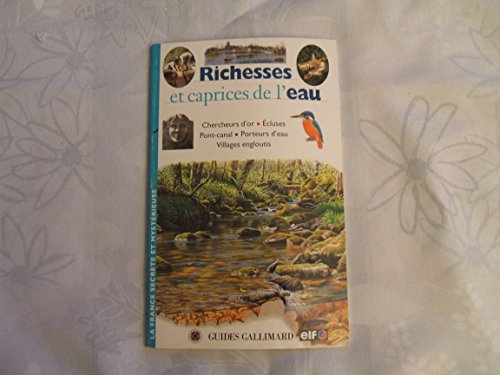 Richesses
et caprices de l'eau
Chercheurs d'or • Écluses
Pont-canal • Porteurs d'eau
Villages engloutis
LA FRANCE SECRÈTE ET MYSTÉRIEUSE
GUIDES GALLIMARD
elf